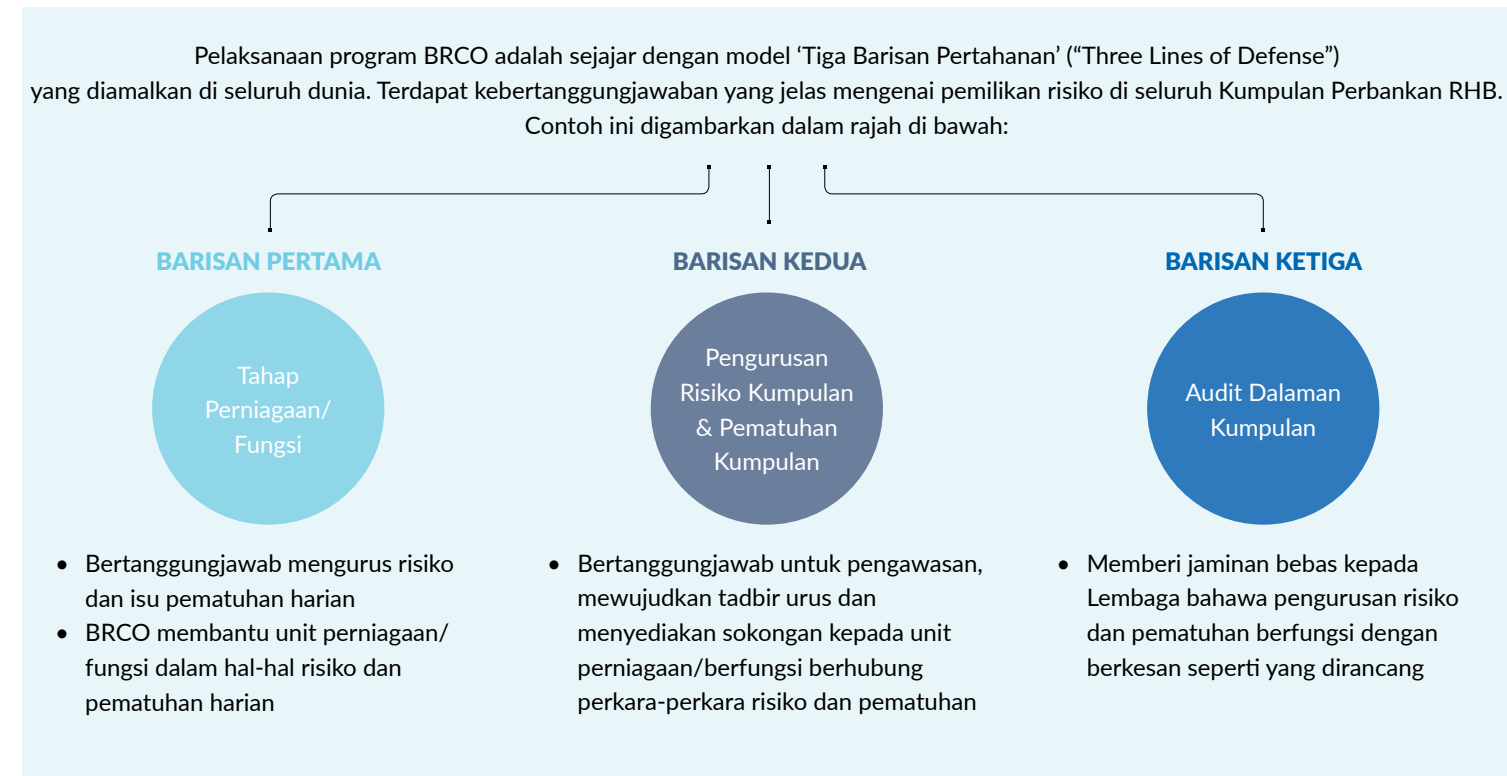 Pelaksanaan program BRCO adalah sejajar dengan model ‘Tiga Barisan Pertahanan’ (“Three Lines of Defense”)
yang diamalkan di seluruh dunia. Terdapat kebertanggungjawaban yang jelas mengenai pemilikan risiko di seluruh Kumpulan Perbankan RHB.
Contoh ini digambarkan dalam rajah di bawah:
BARISAN PERTAMA
Tahap
Perniagaan/
Fungsi
• Bertanggungjawab mengurus risiko
dan isu pematuhan harian
• BRCO membantu unit perniagaan/
fungsi dalam hal-hal risiko dan
pematuhan harian
BARISAN KEDUA
Pengurusan
Risiko Kumpulan
& Pematuhan
Kumpulan
• Bertanggungjawab untuk pengawasan,
mewujudkan tadbir urus dan
menyediakan sokongan kepada unit
perniagaan/berfungsi berhubung
perkara-perkara risiko dan pematuhan
BARISAN KETIGA
Audit Dalaman
Kumpulan
• Memberi jaminan bebas kepada
Lembaga bahawa pengurusan risiko
dan pematuhan berfungsi dengan
berkesan seperti yang dirancang